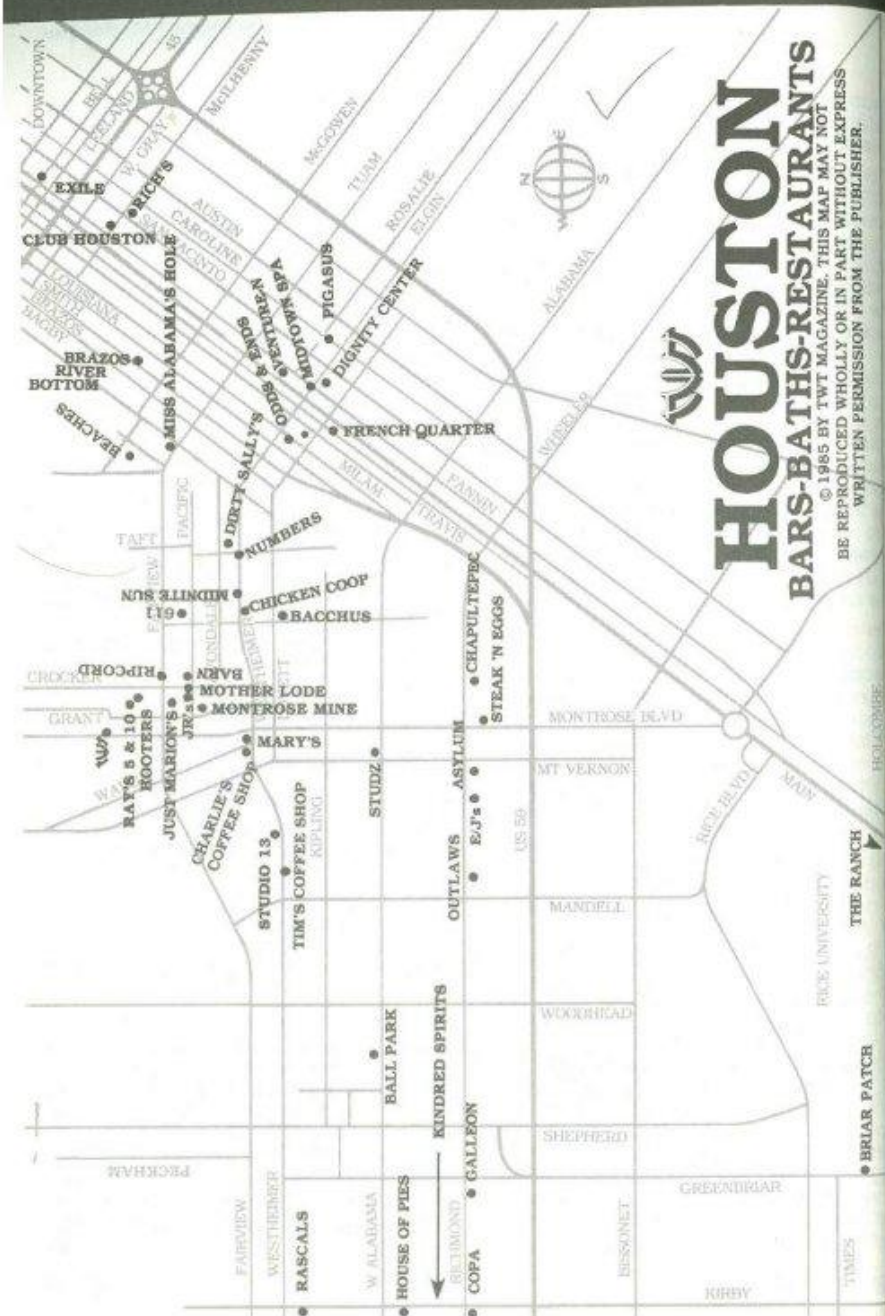 HOUSTON
BARS-BATHS-RESTAURANTS
© 1985 BY TWT MAGAZINE. THIS MAP MAY NOT
BE REPRODUCED WHOLLY OR IN PART WITHOUT EXPRESS
WRITTEN PERMISSION FROM THE PUBLISHER.
N
E
S
W
DOWNTOWN
BELL
LEELAND
45
W. GRAY
McILHENNY
McGOWEN
TUAM
ROSALIE
ELGIN
ALABAMA
WHEELER
EXILE
RICH'S
CLUB HOUSTON
AUSTIN
CAROLINE
SAN JACINTO
LOUISIANA
SMITH
BRAZOS
BAGBY
BRAZOS
RIVER
BOTTOM
BEACHES
MISS ALABAMA'S HOLE
ODDS & ENDS
VENTURE-N
MIDTOWN SPA
PIGASUS
DIGNITY CENTER
FRENCH QUARTER
DIRTY SALLY'S
NUMBERS
MILAM
TRAVIS
FANNIN
TAFT
PACIFIC
MIDNITE SUN
611
CHICKEN COOP
BACCHUS
CHAPULTEPEC
STEAK 'N EGGS
CROCKER
RIPCORD
BARN
MOTHER LODE
MONTROSE MINE
JR's
GRANT
RAY'S 5 & 10
HOOTERS
JUST MARION'S
MARY'S
CHARLIE'S
COFFEE SHOP
STUDZ
ASYLUM
E/J's
OUTLAWS
MONTROSE BLVD
MT VERNON
US 59
MAIN
HOLCOMBE
RICE BLVD
STUDIO 13
TIM'S COFFEE SHOP
KIPLING
MANDELL
RICE UNIVERSITY
THE RANCH
WOODHEAD
BALL PARK
KINDRED SPIRITS
SHEPHERD
PECKHAM
GREENBRIAR
GALLEON
BRIAR PATCH
FAIRVIEW
WESTHEIMER
RASCALS
W ALABAMA
HOUSE OF PIES
RICHMOND
COPA
BISSONET
KIRBY
TIMES